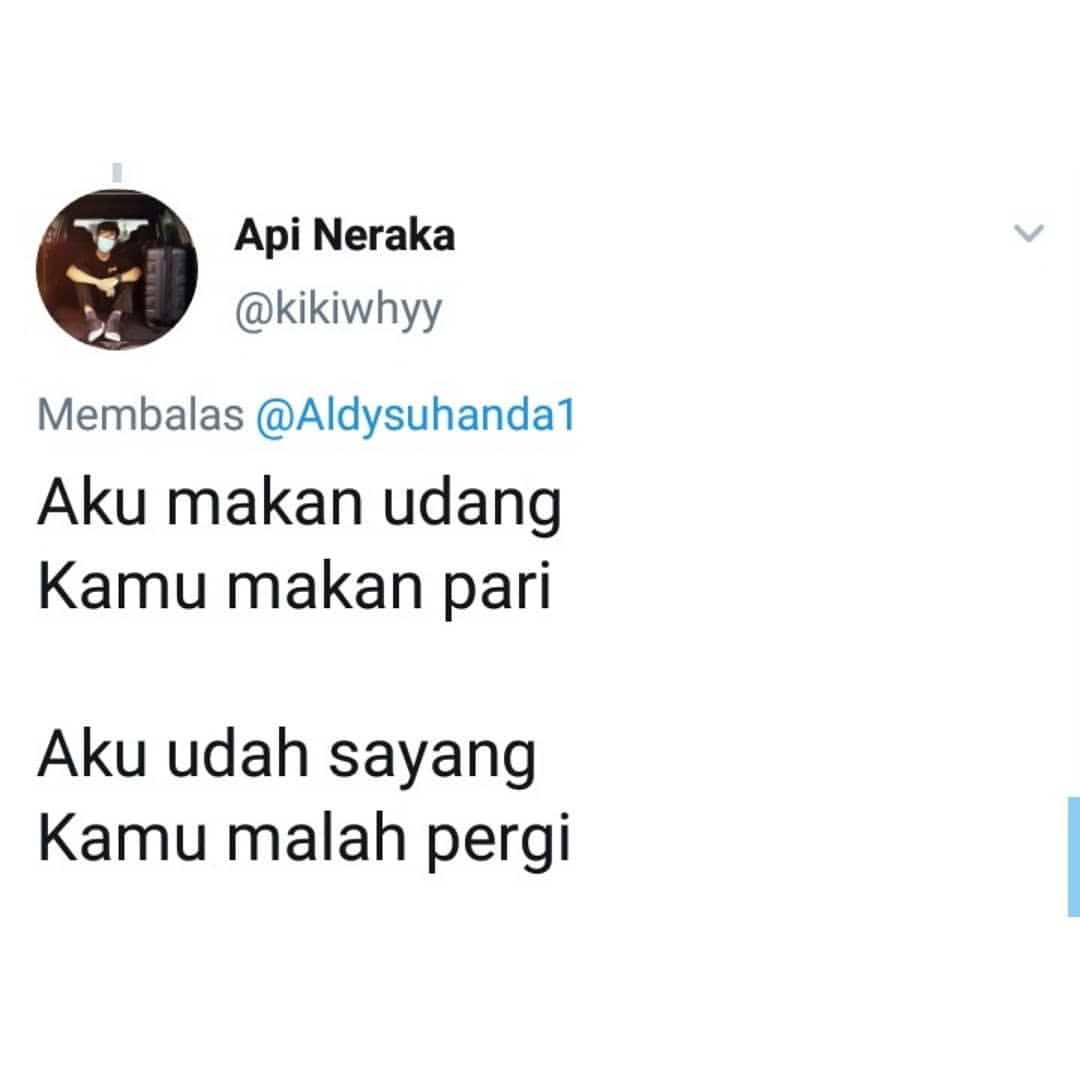 Api Neraka
@kikiwhyy
Membalas @Aldysuhanda1
Aku makan udang
Kamu makan pari
Aku udah sayang
Kamu malah pergi